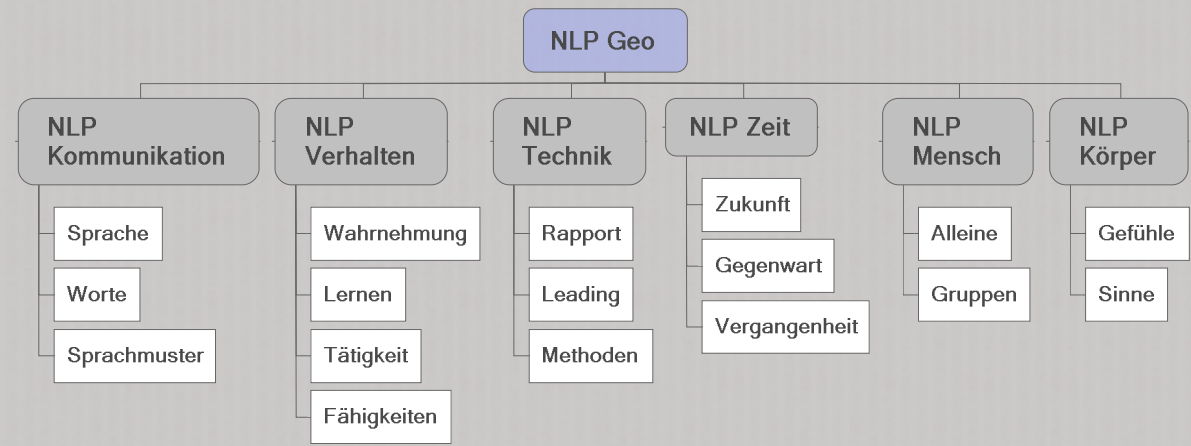 NLP Geo
NLP
Kommunikation
Sprache
Worte
Sprachmuster
NLP
Verhalten
Wahrnehmung
Lernen
Tätigkeit
Fähigkeiten
NLP
Technik
Rapport
Leading
Methoden
NLP Zeit
Zukunft
Gegenwart
Vergangenheit
NLP
Mensch
Alleine
Gruppen
NLP
Körper
Gefühle
Sinne